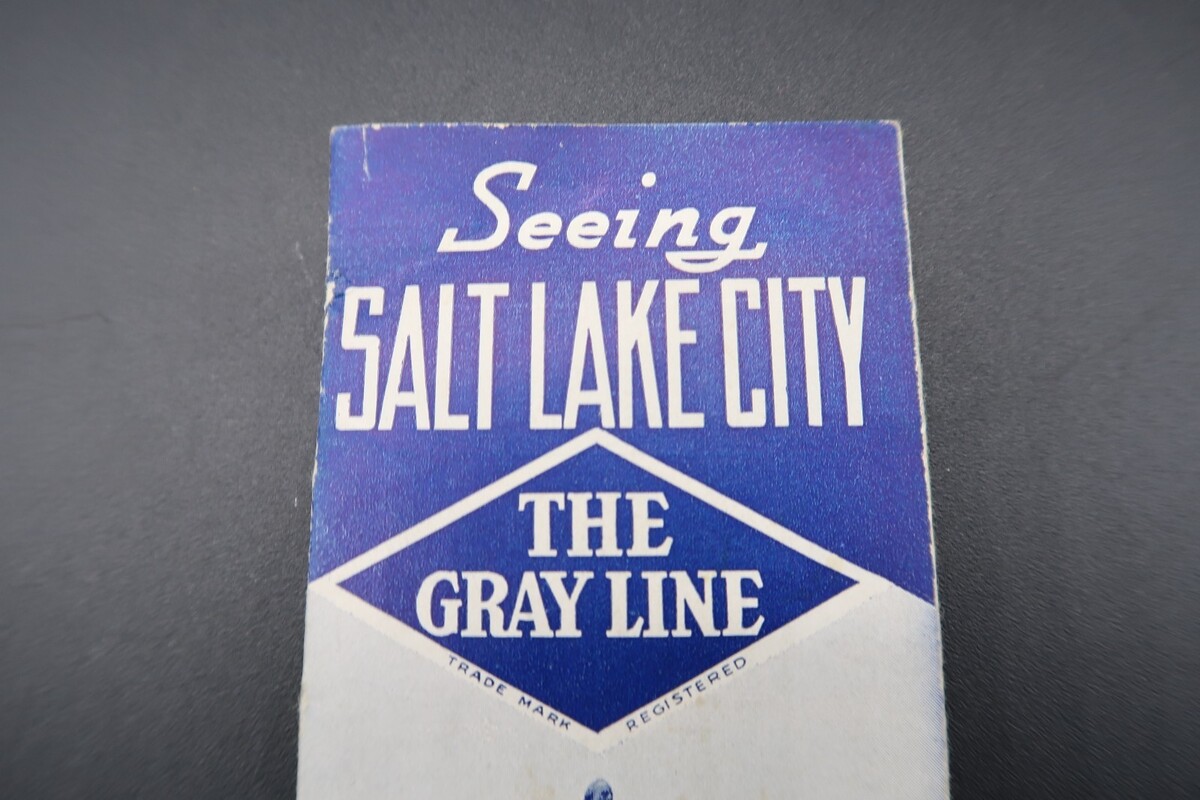 Seeing
SALT LAKE CITY
THE
GRAY LINE
TRADE MARK REGISTERED